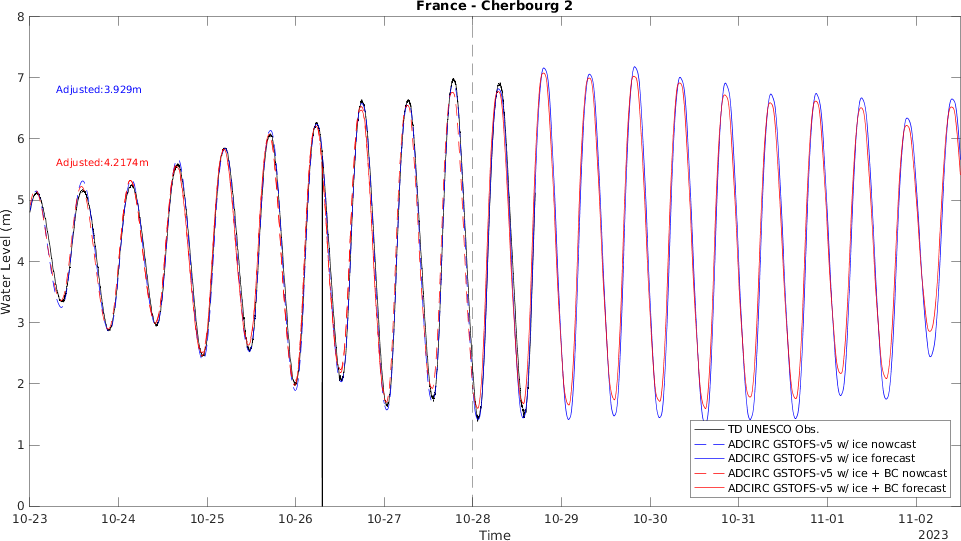 France - Cherbourg 2
8
7
6
5
4
3
2
1
0
Water Level (m)
Adjusted:3.929m
Adjusted:4.2174m
TD UNESCO Obs.
ADCIRC GSTOFS-v5 w/ ice nowcast
ADCIRC GSTOFS-v5 w/ ice forecast
ADCIRC GSTOFS-v5 w/ ice + BC nowcast
ADCIRC GSTOFS-v5 w/ ice + BC forecast
10-23 10-24 10-25 10-26 10-27 10-28 10-29 10-30 10-31 11-01 11-02
Time
2023